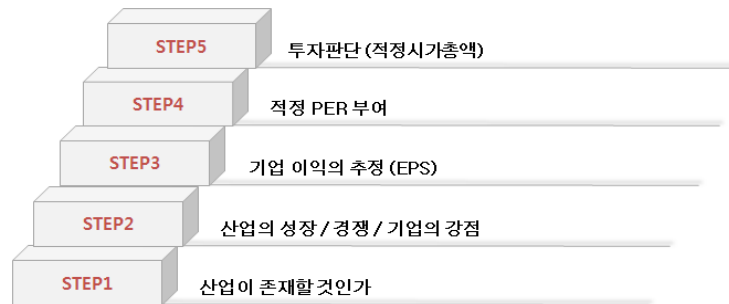 STEP5 투자판단 (적정시가총액)
STEP4 적정 PER 부여
STEP3 기업 이익의 추정 (EPS)
STEP2 산업의 성장 / 경쟁 / 기업의 강점
STEP1 산업이 존재할것인가